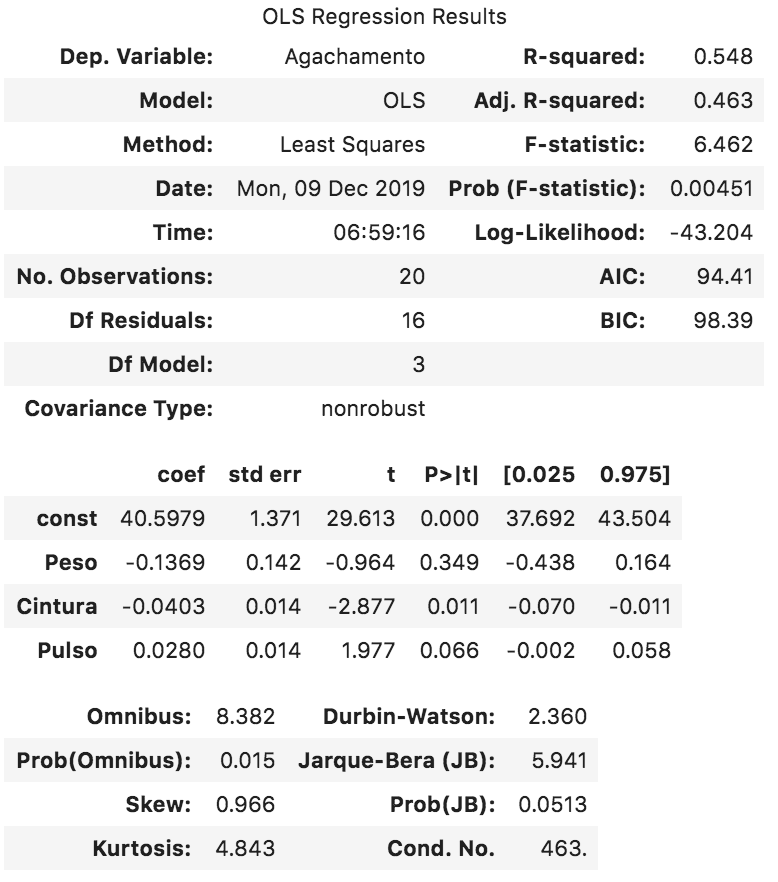 OLS Regression Results
Dep. Variable: Agachamento R-squared: 0.548
Model: OLS Adj. R-squared: 0.463
Method: Least Squares F-statistic: 6.462
Date: Mon, 09 Dec 2019 Prob (F-statistic): 0.00451
Time: 06:59:16 Log-Likelihood: -43.204
No. Observations: 20 AIC: 94.41
Df Residuals: 16 BIC: 98.39
Df Model: 3
Covariance Type: nonrobust
coef std err t P>|t| [0.025 0.975]
const 40.5979 1.371 29.613 0.000 37.692 43.504
Peso -0.1369 0.142 -0.964 0.349 -0.438 0.164
Cintura -0.0403 0.014 -2.877 0.011 -0.070 -0.011
Pulso 0.0280 0.014 1.977 0.066 -0.002 0.058
Omnibus: 8.382 Durbin-Watson: 2.360
Prob(Omnibus): 0.015 Jarque-Bera (JB): 5.941
Skew: 0.966 Prob(JB): 0.0513
Kurtosis: 4.843 Cond. No. 463.